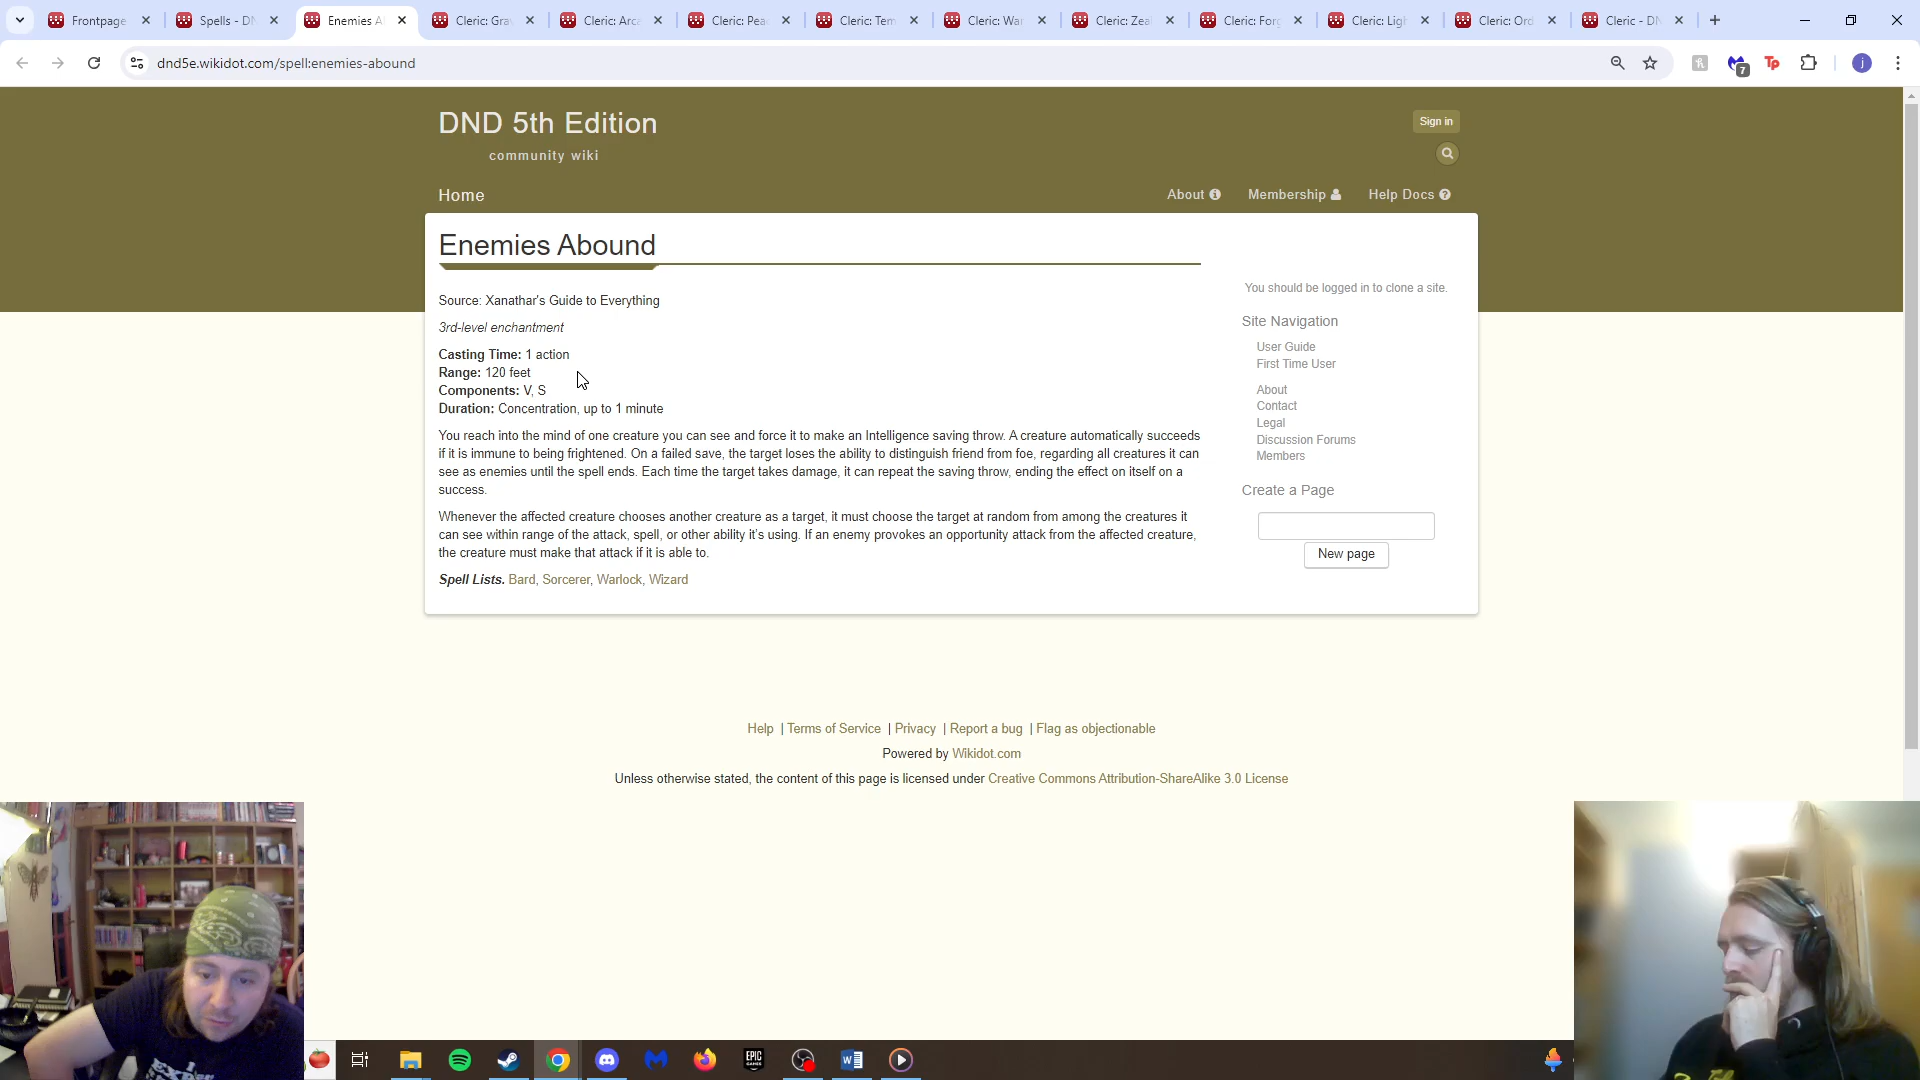 Frontpage
Spells - DN
Enemies A
Cleric: Gra
Cleric: Arca
Cleric: Pea
Cleric: Tem
Cleric: War
Cleric: Zeal
Cleric: Forg
Cleric: Ligh
Cleric: Ord
Cleric - DN
dnd5e.wikidot.com/spell:enemies-abound
7
Tp
j
DND 5th Edition
community wiki
Sign in
Home
About
Membership
Help Docs
Enemies Abound
Source: Xanathar's Guide to Everything
3rd-level enchantment
Casting Time: 1 action
Range: 120 feet
Components: V, S
Duration: Concentration, up to 1 minute
You reach into the mind of one creature you can see and force it to make an Intelligence saving throw. A creature automatically succeeds
if it is immune to being frightened. On a failed save, the target loses the ability to distinguish friend from foe, regarding all creatures it can
see as enemies until the spell ends. Each time the target takes damage, it can repeat the saving throw, ending the effect on itself on a
success.
Whenever the affected creature chooses another creature as a target, it must choose the target at random from among the creatures it
can see within range of the attack, spell, or other ability it's using. If an enemy provokes an opportunity attack from the affected creature,
the creature must make that attack if it is able to.
Spell Lists. Bard, Sorcerer, Warlock, Wizard
You should be logged in to clone a site.
Site Navigation
User Guide
First Time User
About
Contact
Legal
Discussion Forums
Members
Create a Page
New page
Help | Terms of Service | Privacy | Report a bug | Flag as objectionable
Powered by Wikidot.com
Unless otherwise stated, the content of this page is licensed under Creative Commons Attribution-ShareAlike 3.0 License
EPIC
GAMES